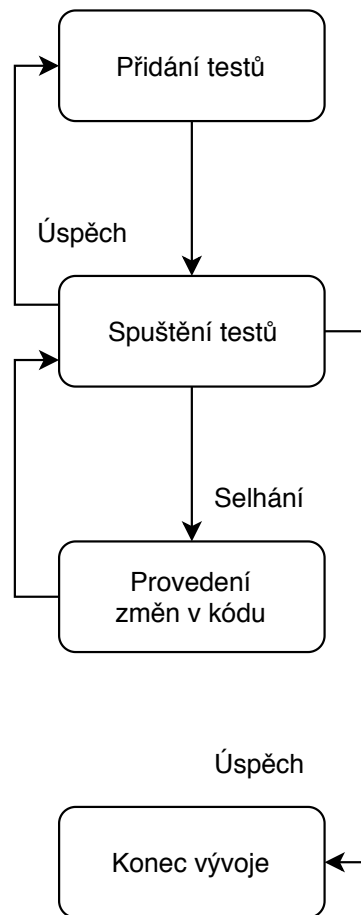 Přidání testů
Úspěch
Spuštění testů
Selhání
Provedení
změn v kódu
Úspěch
Konec vývoje